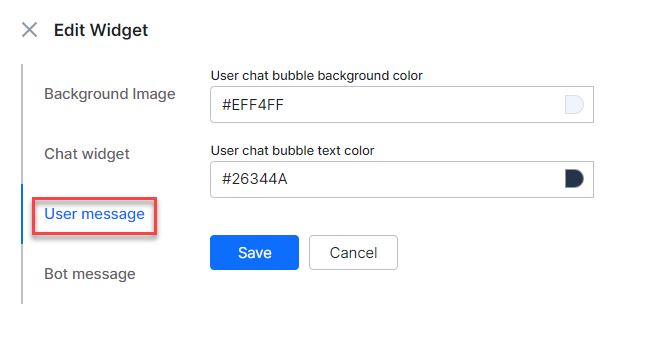 Edit Widget
Background Image
Chat widget
User message
Bot message
User chat bubble background color
#EFF4FF
User chat bubble text color
#26344A
Save
Cancel